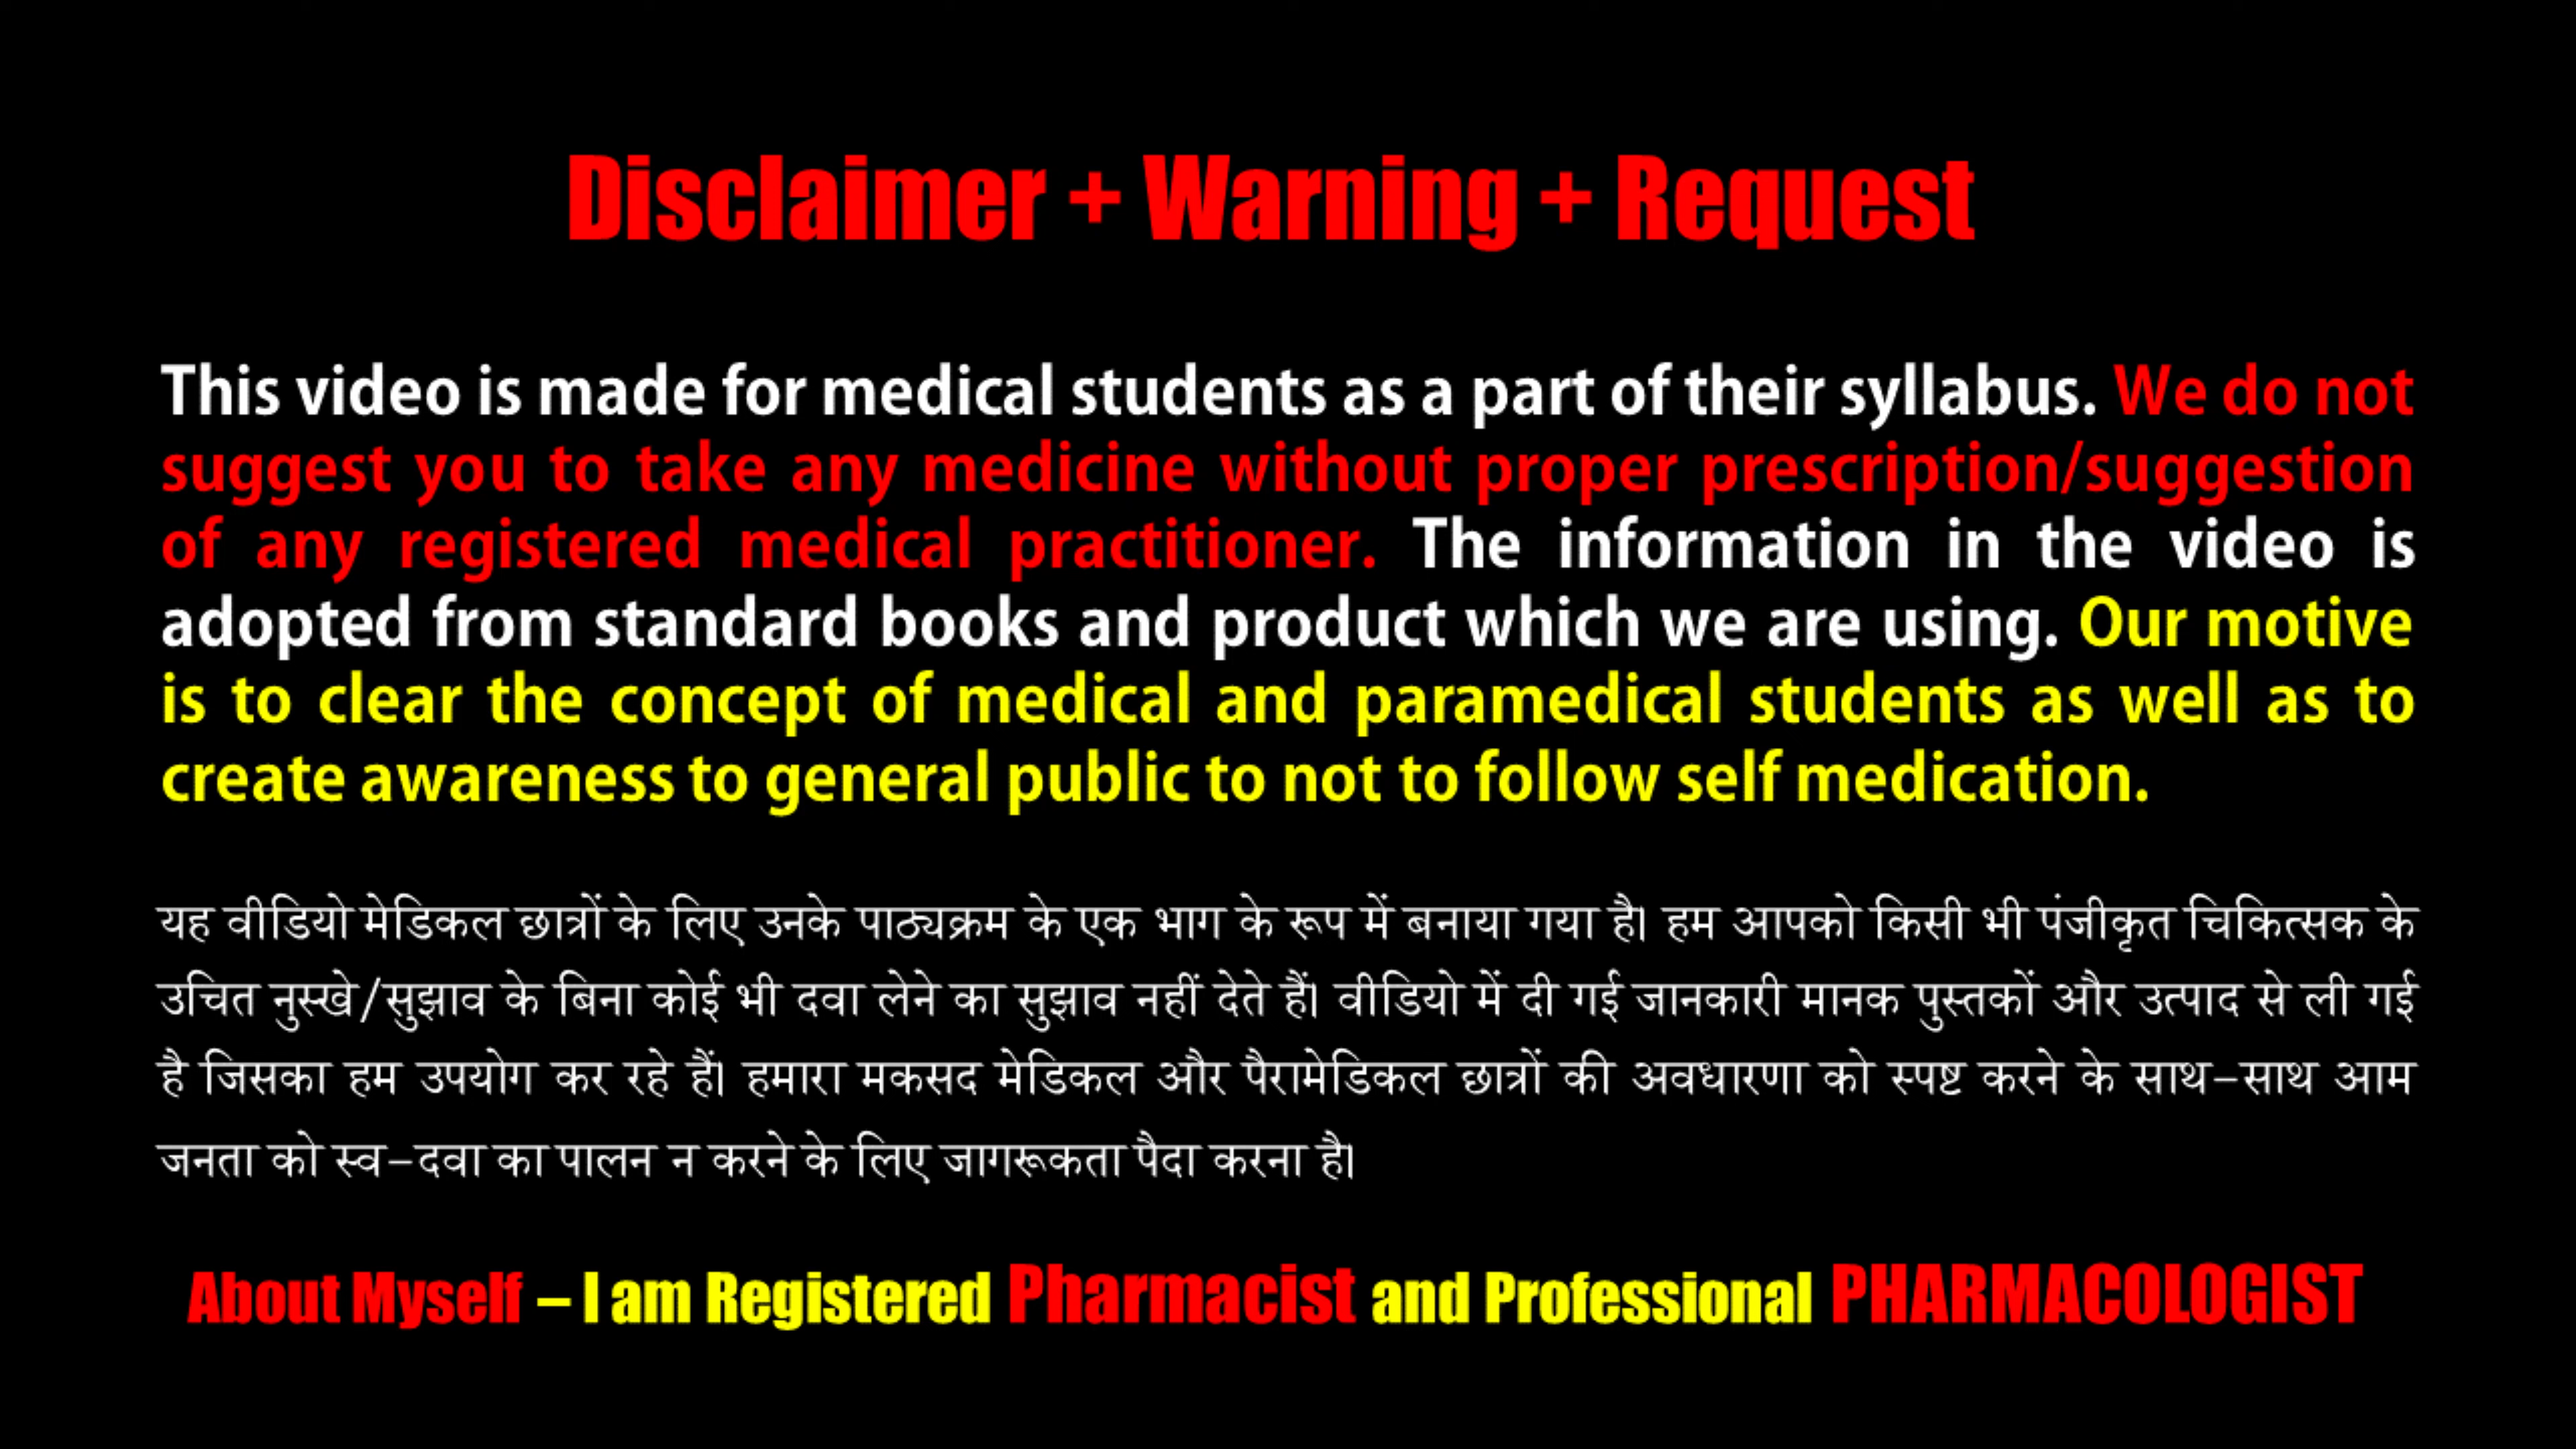 Disclaimer + Warning + Request
This video is made for medical students as a part of their syllabus. We do not
suggest you to take any medicine without proper prescription/suggestion
of any registered medical practitioner. The information in the video is
adopted from standard books and product which we are using. Our motive
is to clear the concept of medical and paramedical students as well as to
create awareness to general public to not to follow self medication.
यह वीडियो मेडिकल छात्रों के लिए उनके पाठ्यक्रम के एक भाग के रूप में बनाया गया है। हम आपको किसी भी पंजीकृत चिकित्सक के
उचित नुस्खे/सुझाव के बिना कोई भी दवा लेने का सुझाव नहीं देते हैं। वीडियो में दी गई जानकारी मानक पुस्तकों और उत्पाद से ली गई
है जिसका हम उपयोग कर रहे हैं। हमारा मकसद मेडिकल और पैरामेडिकल छात्रों की अवधारणा को स्पष्ट करने के साथ-साथ आम
जनता को स्व-दवा का पालन न करने के लिए जागरूकता पैदा करना है।
About Myself – I am Registered Pharmacist and Professional PHARMACOLOGIST